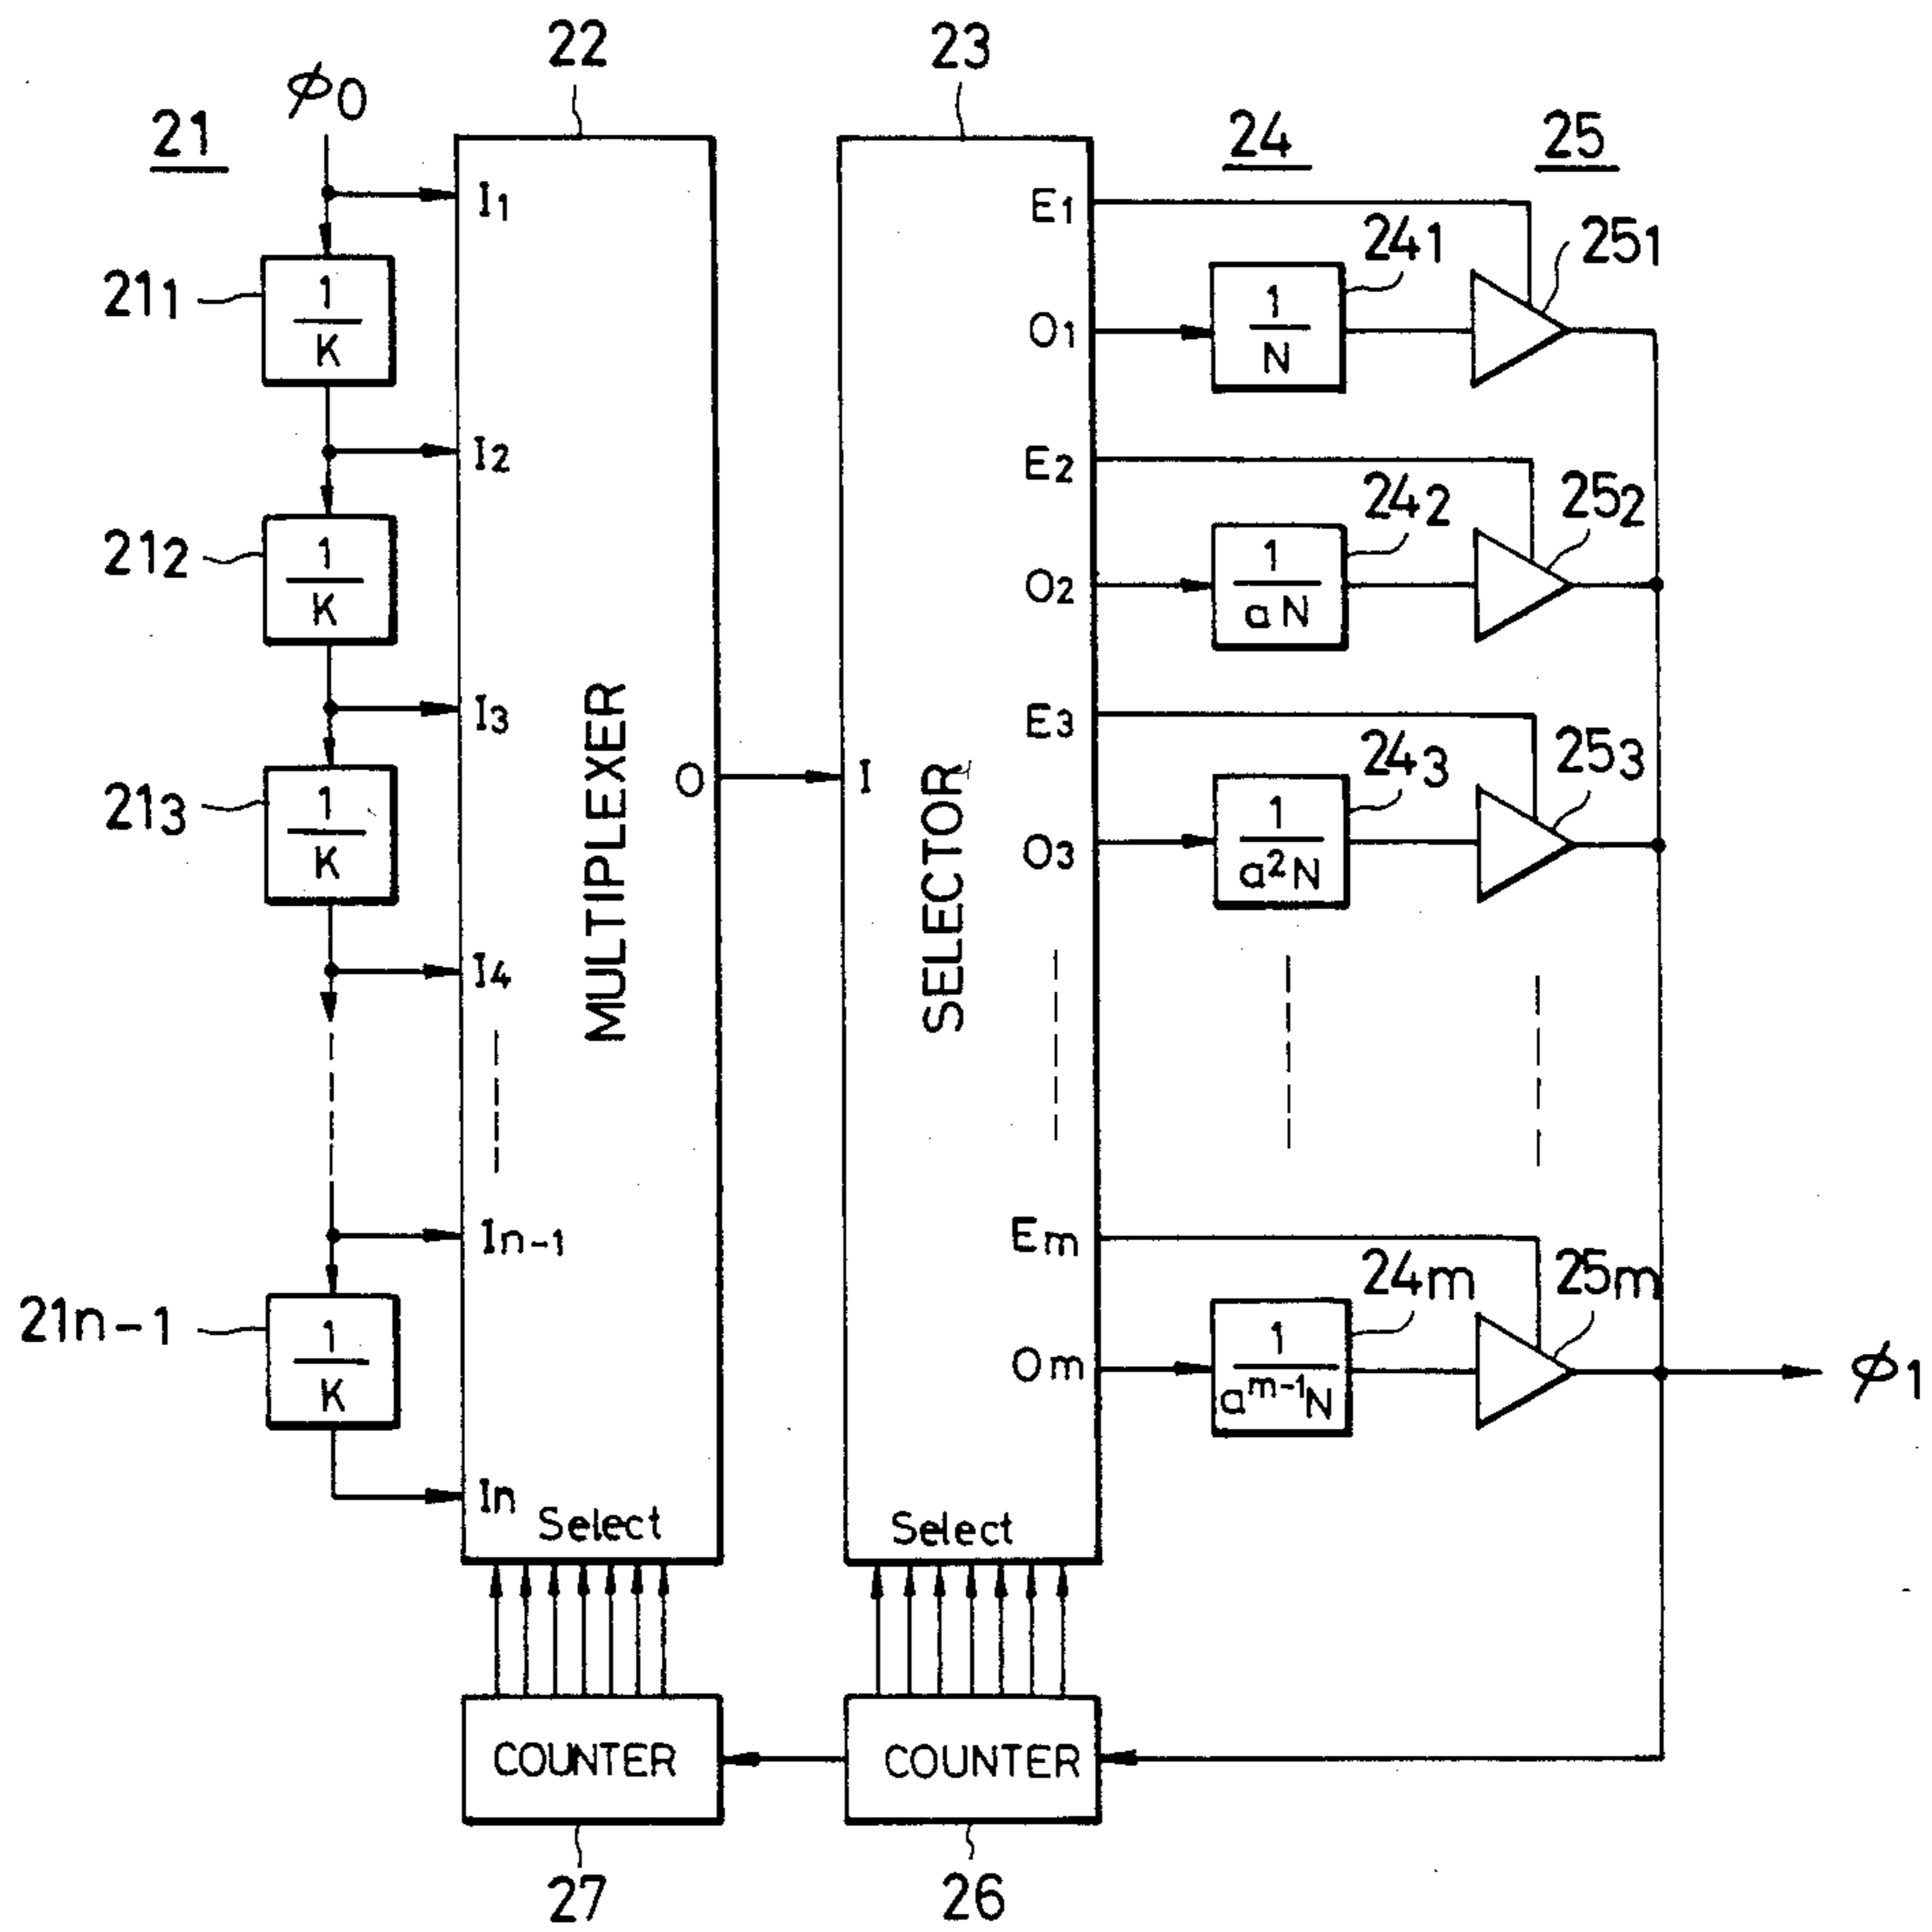 22
23
ϕ0
21
24
25
I1
E1
241
251
211
1
K
O1
1
N
I2
E2
242
252
212
1
K
O2
1
aN
I3
E3
243
253
213
1
K
MULTIPLEXER
O
I
SELECTOR
O3
1
a²N
I4
In-1
Em
24m
25m
21n-1
1
K
Om
1
aᵐ⁻¹N
ϕ1
In
Select
Select
COUNTER
COUNTER
27
26